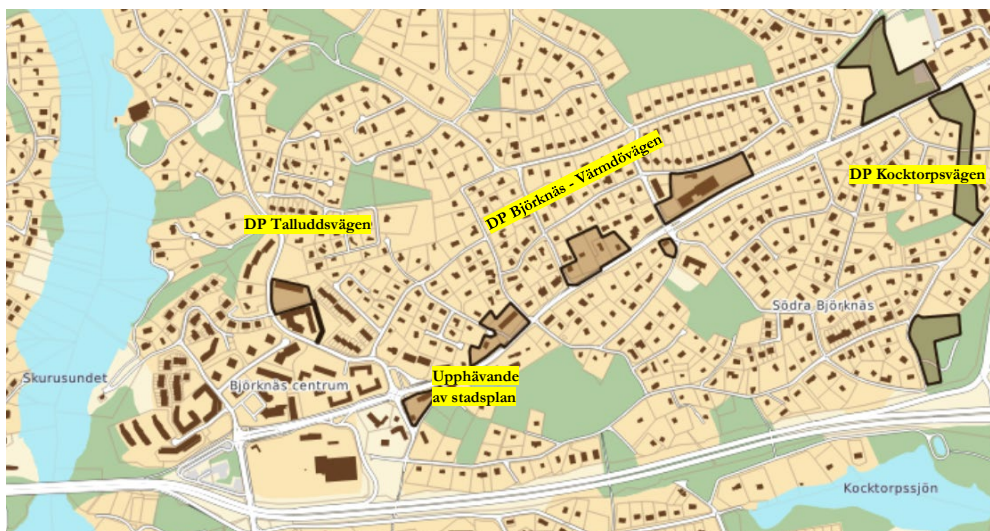 DP Björknäs - Värmdövägen
DP Kocktorpsvägen
DP Talluddsvägen
Södra Björknäs
Skurusundet
Björknäs centrum
Upphävande
av stadsplan
Kocktorpssjön